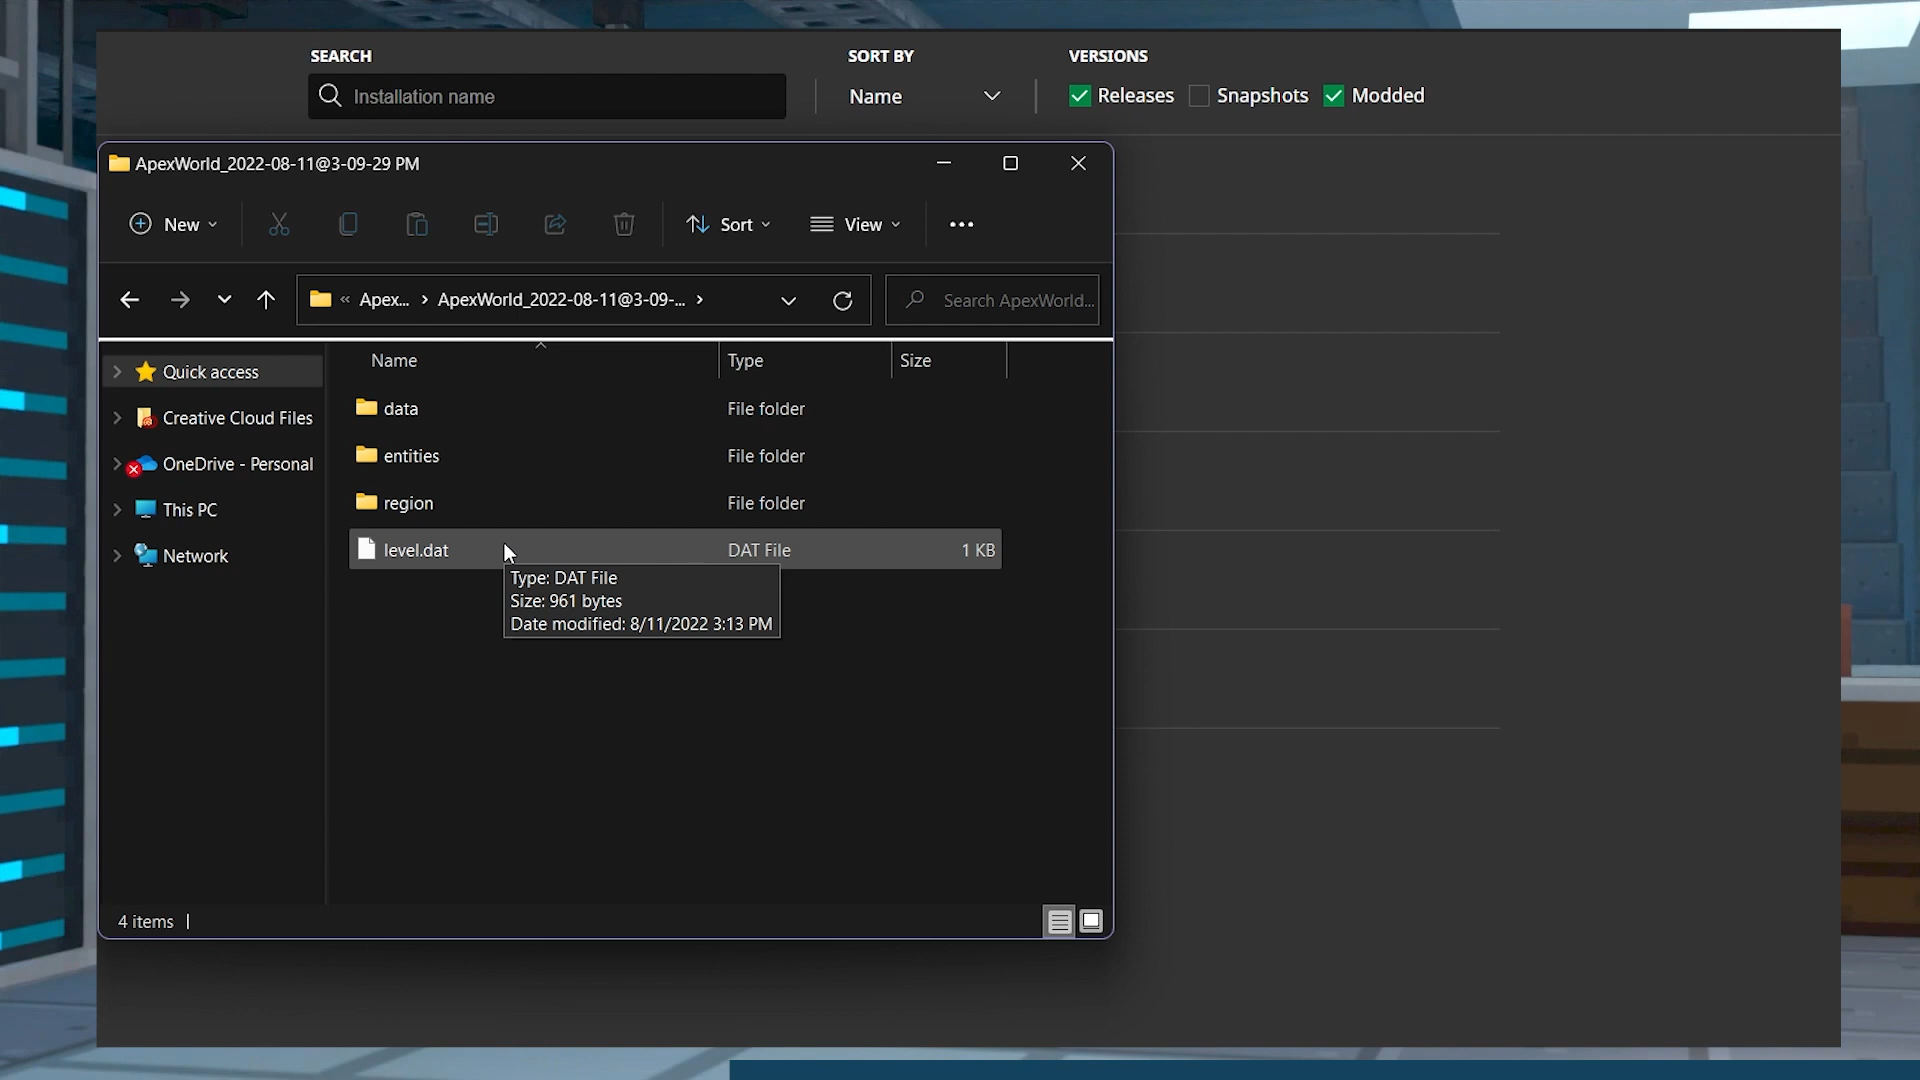 SEARCH
SORT BY
VERSIONS
Installation name
Name
Releases
Snapshots
Modded
ApexWorld_2022-08-11@3-09-29 PM
New
Sort
View
« Apex... > ApexWorld_2022-08-11@3-09-... >
Search ApexWorld...
Name
Type
Size
Quick access
Creative Cloud Files
OneDrive - Personal
This PC
Network
data
File folder
entities
File folder
region
File folder
level.dat
DAT File
1 KB
Type: DAT File
Size: 961 bytes
Date modified: 8/11/2022 3:13 PM
4 items